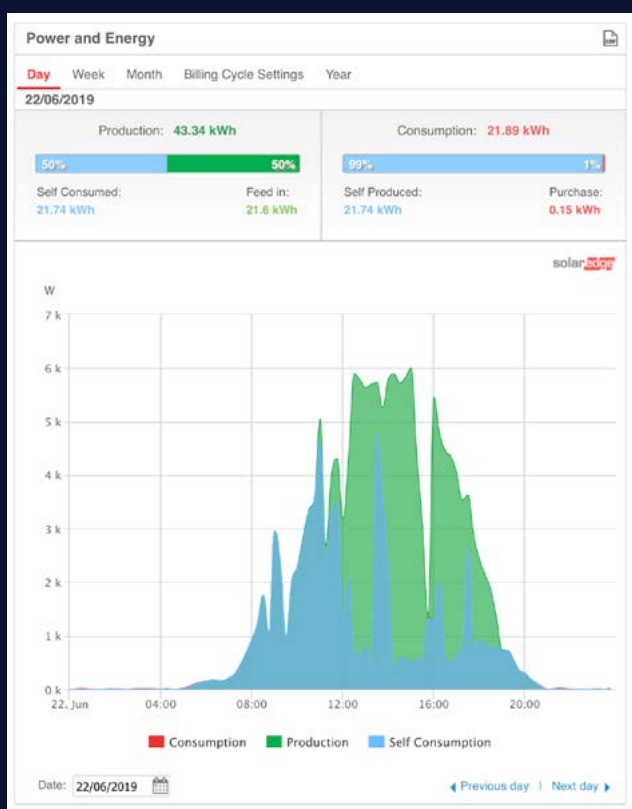 Power and Energy
CSV
Day Week Month Billing Cycle Settings Year
22/06/2019
Production: 43.34 kWh Consumption: 21.89 kWh
50% 50% 99% 1%
Self Consumed: Feed in: Self Produced: Purchase:
21.74 kWh 21.6 kWh 21.74 kWh 0.15 kWh
solaredge
W
7 k
6 k
5 k
4 k
3 k
2 k
1 k
0 k
22. Jun 04:00 08:00 12:00 16:00 20:00
Consumption Production Self Consumption
Date: 22/06/2019 Previous day | Next day